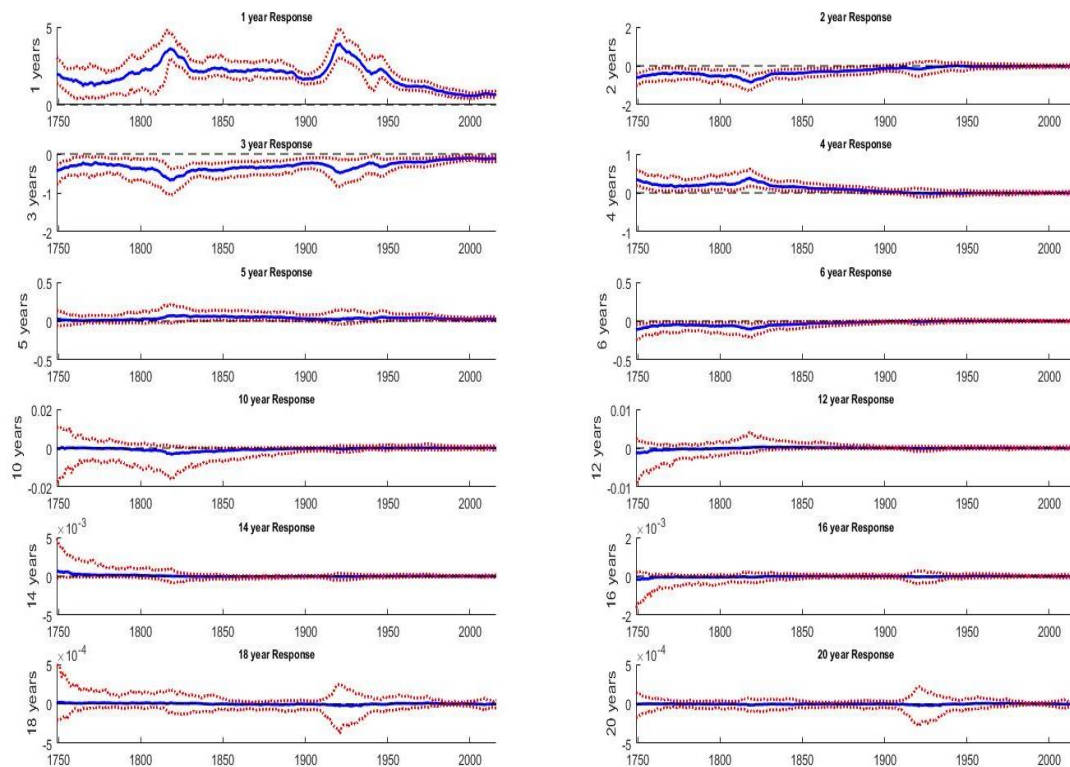 1 year Response
5
0
1 years
1750 1800 1850 1900 1950 2000
2 year Response
2
0
-2
2 years
1750 1800 1850 1900 1950 2000
3 year Response
0
-1
-2
3 years
1750 1800 1850 1900 1950 2000
4 year Response
1
0
-1
4 years
1750 1800 1850 1900 1950 2000
5 year Response
0.5
0
-0.5
5 years
1750 1800 1850 1900 1950 2000
6 year Response
0.5
0
-0.5
6 years
1750 1800 1850 1900 1950 2000
10 year Response
0.02
0
-0.02
10 years
1750 1800 1850 1900 1950 2000
12 year Response
0.01
0
-0.01
12 years
1750 1800 1850 1900 1950 2000
×10⁻³
14 year Response
5
0
-5
14 years
1750 1800 1850 1900 1950 2000
×10⁻³
16 year Response
2
0
-2
16 years
1750 1800 1850 1900 1950 2000
×10⁻⁴
18 year Response
5
0
-5
18 years
1750 1800 1850 1900 1950 2000
×10⁻⁴
20 year Response
5
0
-5
20 years
1750 1800 1850 1900 1950 2000